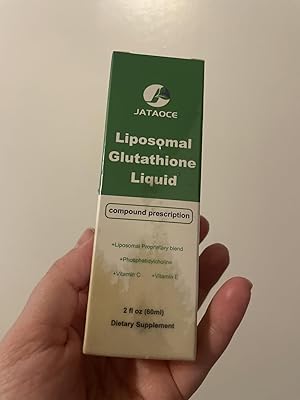 JATAOCE
Liposomal
Glutathione
Liquid
compound prescription
+Liposomal Proprietary blend
+Phosphatidylcholine
+Vitamin C +Vitamin E
2 fl oz (60ml)
Dietary Supplement